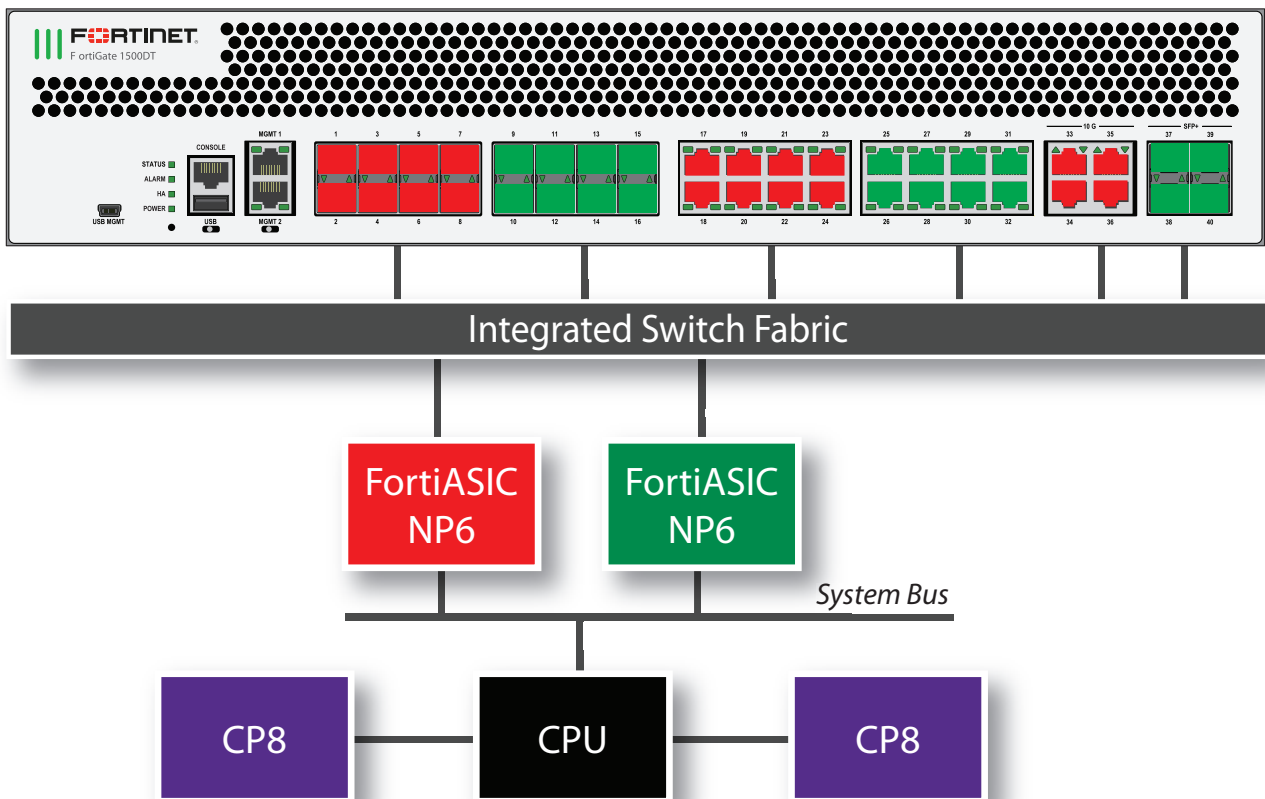 FORTINET
F ortiGate 1500DT
10 G
SFP+
MGMT 1
1 3 5 7
9 11 13 15
17 19 21 23
25 27 29 31
33 35
37 39
CONSOLE
STATUS
ALARM
HA
POWER
USB MGMT
USB
MGMT 2
2 4 6 8
10 12 14 16
18 20 22 24
26 28 30 32
34 36
38 40
Integrated Switch Fabric
FortiASIC
NP6
FortiASIC
NP6
System Bus
CP8
CPU
CP8